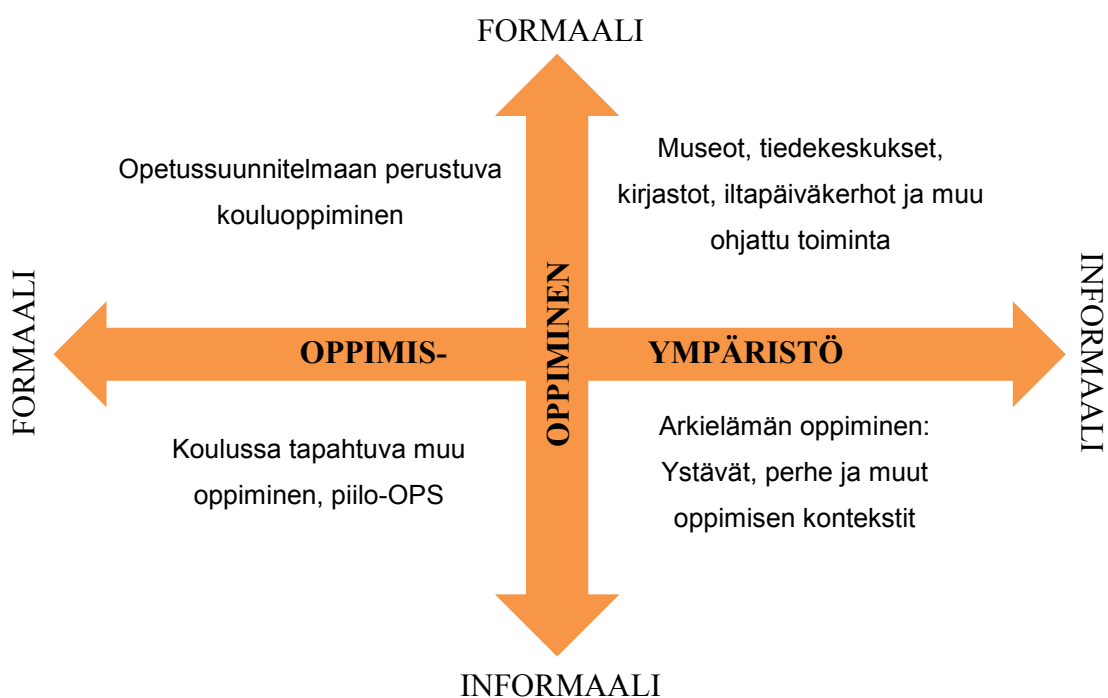 FORMAALI
Opetussuunnitelmaan perustuva
kouluoppiminen
Museot, tiedekeskukset,
kirjastot, iltapäiväkerhot ja muu
ohjattu toiminta
FORMAALI
OPPIMIS-
OPPIMINEN
YMPÄRISTÖ
INFORMAALI
Koulussa tapahtuva muu
oppiminen, piilo-OPS
Arkielämän oppiminen:
Ystävät, perhe ja muut
oppimisen kontekstit
INFORMAALI